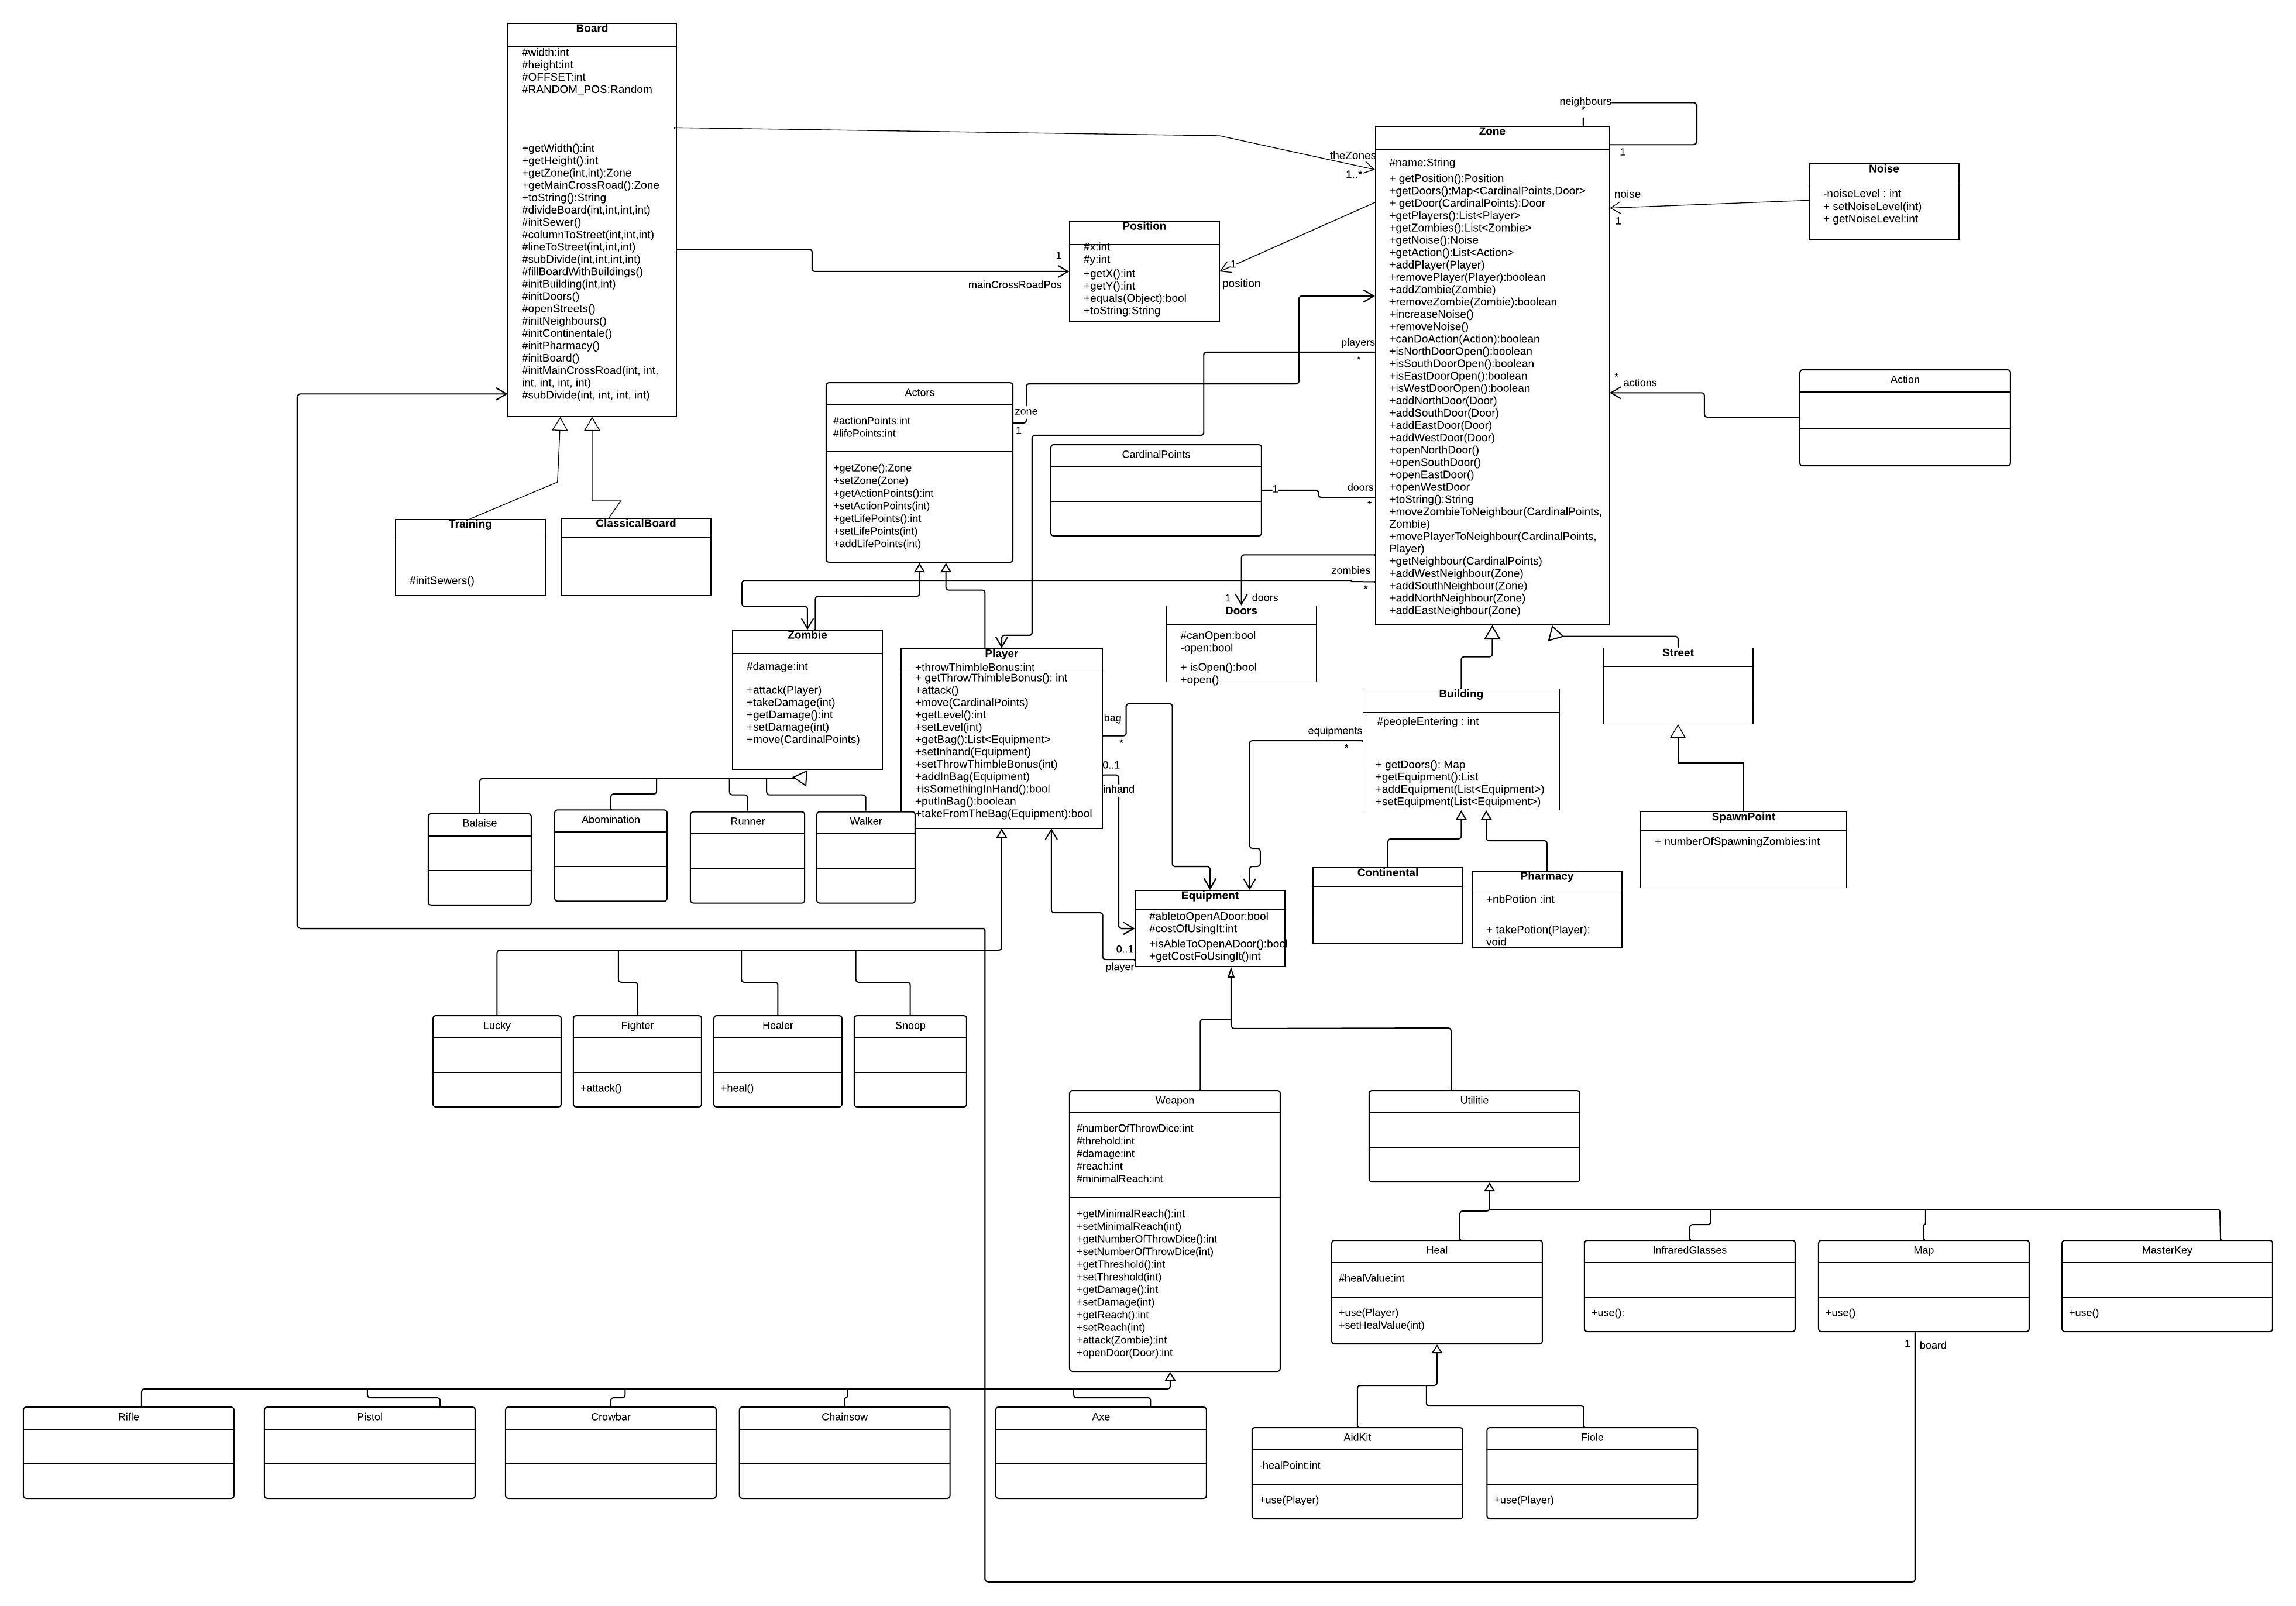 Board
#width:int
#height:int
#OFFSET:int
#RANDOM_POS:Random
+getWidth():int
+getHeight():int
+getZone(int,int):Zone
+getMainCrossRoad():Zone
+toString():String
#divideBoard(int,int,int,int)
#initSewer()
#columnToStreet(int,int,int)
#lineToStreet(int,int,int)
#subDivide(int,int,int,int)
#fillBoardWithBuildings()
#initBuilding(int,int)
#initDoors()
#openStreets()
#initNeighbours()
#initContinentale()
#initPharmacy()
#initBoard()
#initMainCrossRoad(int, int,
int, int, int, int)
#subDivide(int, int, int, int)
neighbours
*
1
theZones
1..*
Zone
#name:String
+ getPosition():Position
+getDoors():Map<CardinalPoints,Door>
+ getDoor(CardinalPoints):Door
+getPlayers():List<Player>
+getZombies():List<Zombie>
+getNoise():Noise
+getAction():List<Action>
+addPlayer(Player)
+removePlayer(Player):boolean
+addZombie(Zombie)
+removeZombie(Zombie):boolean
+increaseNoise()
+removeNoise()
+canDoAction(Action):boolean
+isNorthDoorOpen():boolean
+isSouthDoorOpen():boolean
+isEastDoorOpen():boolean
+isWestDoorOpen():boolean
+addNorthDoor(Door)
+addSouthDoor(Door)
+addEastDoor(Door)
+addWestDoor(Door)
+openNorthDoor()
+openSouthDoor()
+openEastDoor()
+openWestDoor
+toString():String
+moveZombieToNeighbour(CardinalPoints,
Zombie)
+movePlayerToNeighbour(CardinalPoints,
Player)
+getNeighbour(CardinalPoints)
+addWestNeighbour(Zone)
+addSouthNeighbour(Zone)
+addNorthNeighbour(Zone)
+addEastNeighbour(Zone)
noise
1
Noise
-noiseLevel : int
+ setNoiseLevel(int)
+ getNoiseLevel:int
1
mainCrossRoadPos
Position
#x:int
#y:int
+getX():int
+getY():int
+equals(Object):bool
+toString:String
1
position
players
*
* actions
Action
Actors
#actionPoints:int
#lifePoints:int
+getZone():Zone
+setZone(Zone)
+getActionPoints():int
+setActionPoints(int)
+getLifePoints():int
+setLifePoints(int)
+addLifePoints(int)
zone
1
CardinalPoints
1
doors
*
Training
#initSewers()
ClassicalBoard
zombies
*
1 doors
Doors
#canOpen:bool
-open:bool
+ isOpen():bool
+open()
Zombie
#damage:int
+attack(Player)
+takeDamage(int)
+getDamage():int
+setDamage(int)
+move(CardinalPoints)
Player
+throwThimbleBonus:int
+ getThrowThimbleBonus(): int
+attack()
+move(CardinalPoints)
+getLevel():int
+setLevel(int)
+getBag():List<Equipment>
+setInhand(Equipment)
+setThrowThimbleBonus(int)
+addInBag(Equipment)
+isSomethingInHand():bool
+putInBag():boolean
+takeFromTheBag(Equipment):bool
bag
*
0..1
inhand
equipments
*
Building
#peopleEntering : int
+ getDoors(): Map
+getEquipment():List
+addEquipment(List<Equipment>)
+setEquipment(List<Equipment>)
Street
SpawnPoint
+ numberOfSpawningZombies:int
Balaise
Abomination
Runner
Walker
Continental
Pharmacy
+nbPotion :int
+ takePotion(Player):
void
Equipment
#abletoOpenADoor:bool
#costOfUsingIt:int
+isAbleToOpenADoor():bool
+getCostFoUsingIt()int
0..1
player
Lucky
Fighter
+attack()
Healer
+heal()
Snoop
Weapon
#numberOfThrowDice:int
#threhold:int
#damage:int
#reach:int
#minimalReach:int
+getMinimalReach():int
+setMinimalReach(int)
+getNumberOfThrowDice():int
+setNumberOfThrowDice(int)
+getThreshold():int
+setThreshold(int)
+getDamage():int
+setDamage(int)
+getReach():int
+setReach(int)
+attack(Zombie):int
+openDoor(Door):int
Utilitie
Heal
#healValue:int
+use(Player)
+setHealValue(int)
InfraredGlasses
+use():
Map
+use()
MasterKey
+use()
1 board
Rifle
Pistol
Crowbar
Chainsow
Axe
AidKit
-healPoint:int
+use(Player)
Fiole
+use(Player)